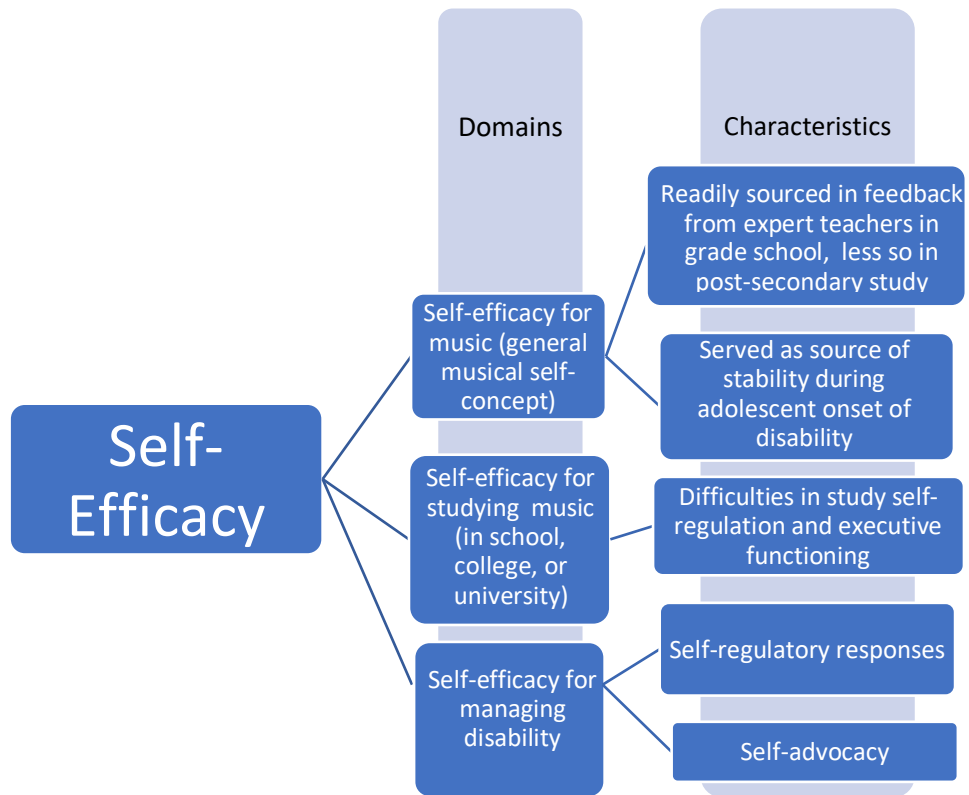 Domains
Characteristics
Self-
Efficacy
Self-efficacy for
music (general
musical self-
concept)
Readily sourced in feedback
from expert teachers in
grade school, less so in
post-secondary study
Served as source of
stability during
adolescent onset of
disability
Self-efficacy for
studying music
(in school,
college, or
university)
Difficulties in study self-
regulation and executive
functioning
Self-efficacy for
managing
disability
Self-regulatory responses
Self-advocacy